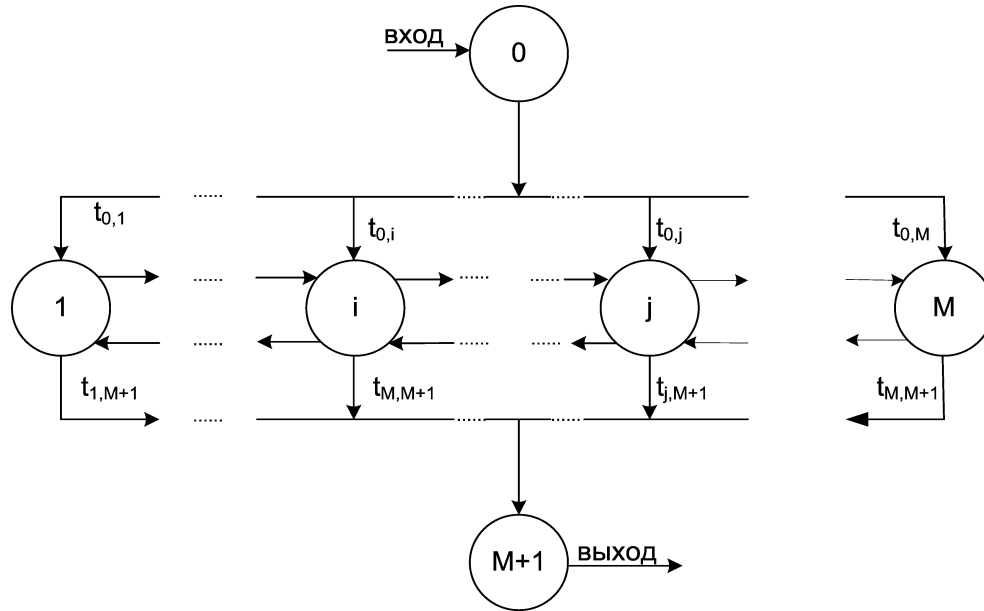 вход
0
t0,1
t0,i
t0,j
t0,M
1
i
j
M
t1,M+1
tM,M+1
tj,M+1
tM,M+1
M+1
выход